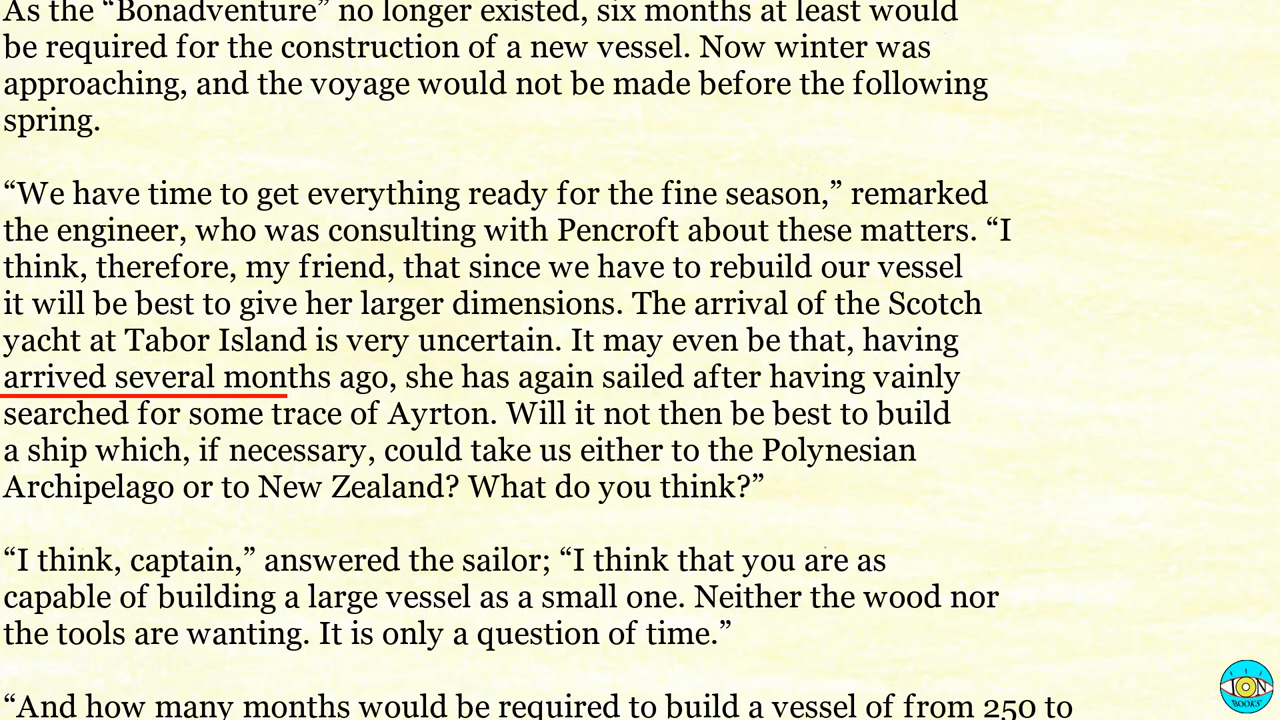 As the “Bonadventure” no longer existed, six months at least would
be required for the construction of a new vessel. Now winter was
approaching, and the voyage would not be made before the following
spring.
“We have time to get everything ready for the fine season,” remarked
the engineer, who was consulting with Pencroft about these matters. “I
think, therefore, my friend, that since we have to rebuild our vessel
it will be best to give her larger dimensions. The arrival of the Scotch
yacht at Tabor Island is very uncertain. It may even be that, having
arrived several months ago, she has again sailed after having vainly
searched for some trace of Ayrton. Will it not then be best to build
a ship which, if necessary, could take us either to the Polynesian
Archipelago or to New Zealand? What do you think?”
“I think, captain,” answered the sailor; “I think that you are as
capable of building a large vessel as a small one. Neither the wood nor
the tools are wanting. It is only a question of time.”
“And how many months would be required to build a vessel of from 250 to
ION
BOOKS